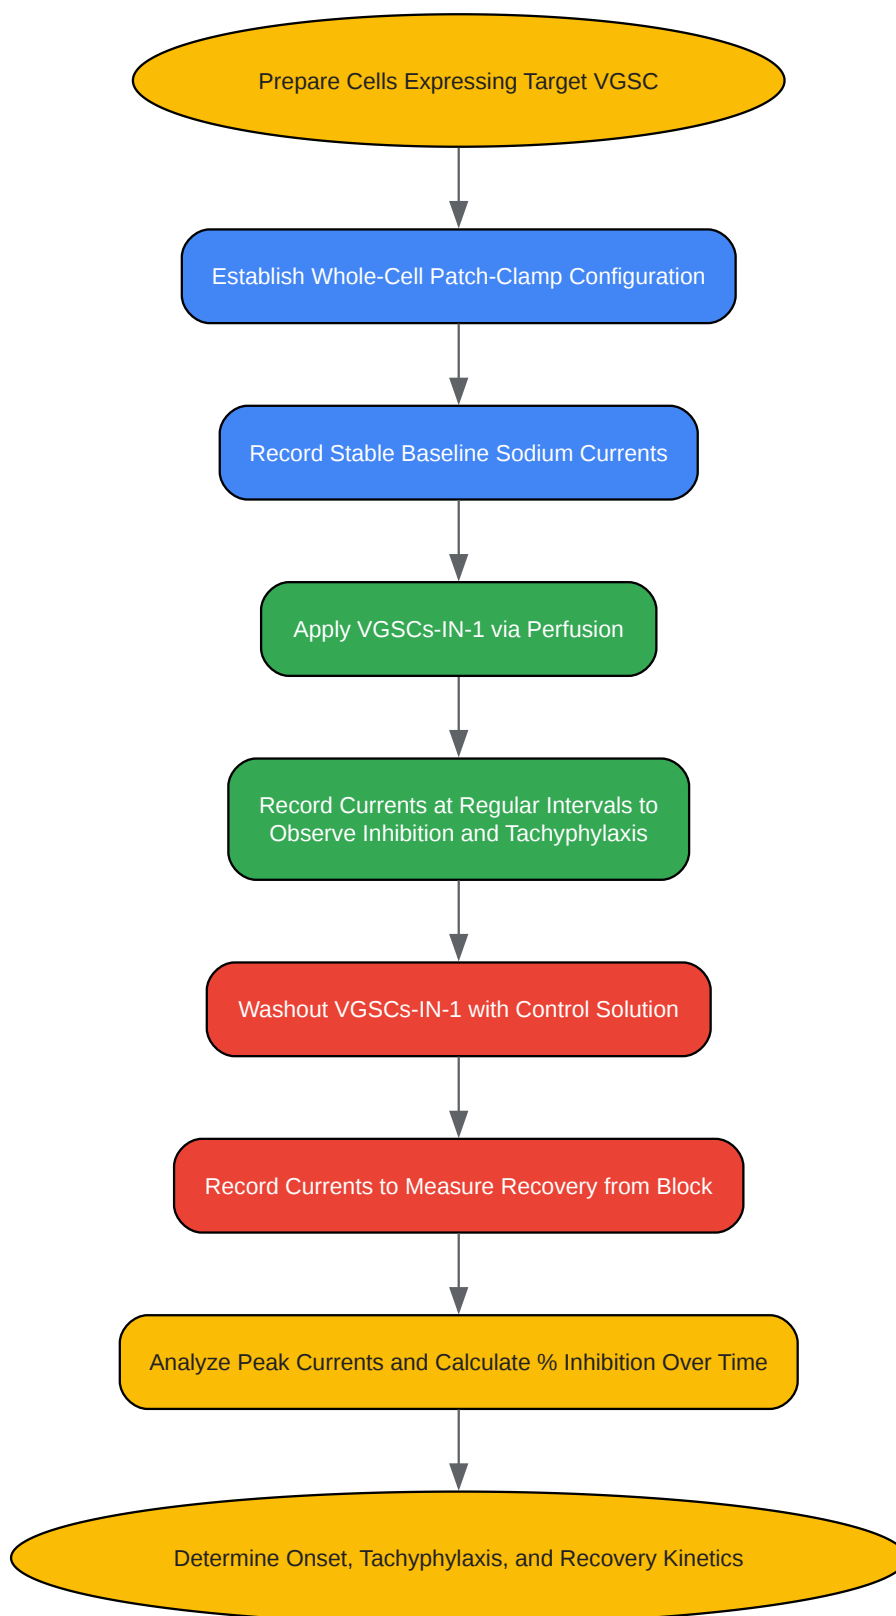 Prepare Cells Expressing Target VGSC
Establish Whole-Cell Patch-Clamp Configuration
Record Stable Baseline Sodium Currents
Apply VGSCs-IN-1 via Perfusion
Record Currents at Regular Intervals to
Observe Inhibition and Tachyphylaxis
Washout VGSCs-IN-1 with Control Solution
Record Currents to Measure Recovery from Block
Analyze Peak Currents and Calculate % Inhibition Over Time
Determine Onset, Tachyphylaxis, and Recovery Kinetics